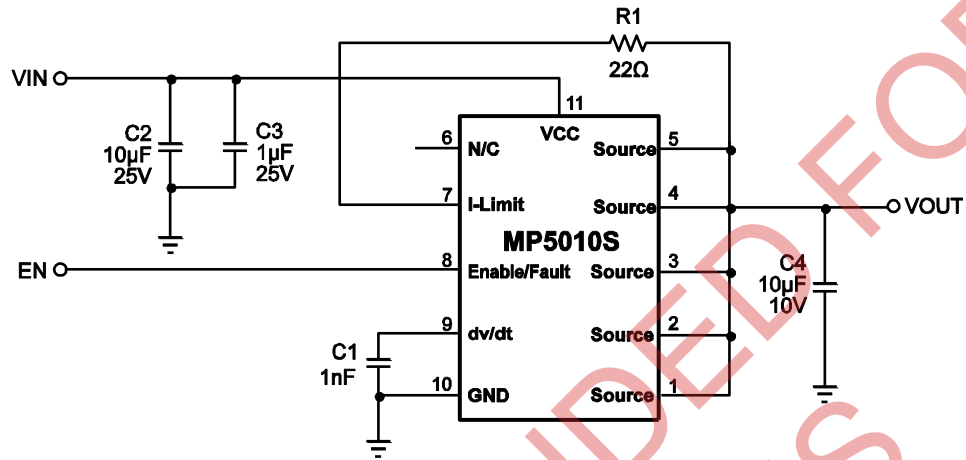 R1
22Ω
VIN
11
VCC
C2
10µF
25V
C3
1µF
25V
6
N/C
Source
5
7
I-Limit
Source
4
VOUT
MP5010S
EN
8
Enable/Fault
Source
3
C4
10µF
10V
9
dv/dt
Source
2
C1
1nF
10
GND
Source
1
NDED FO
S